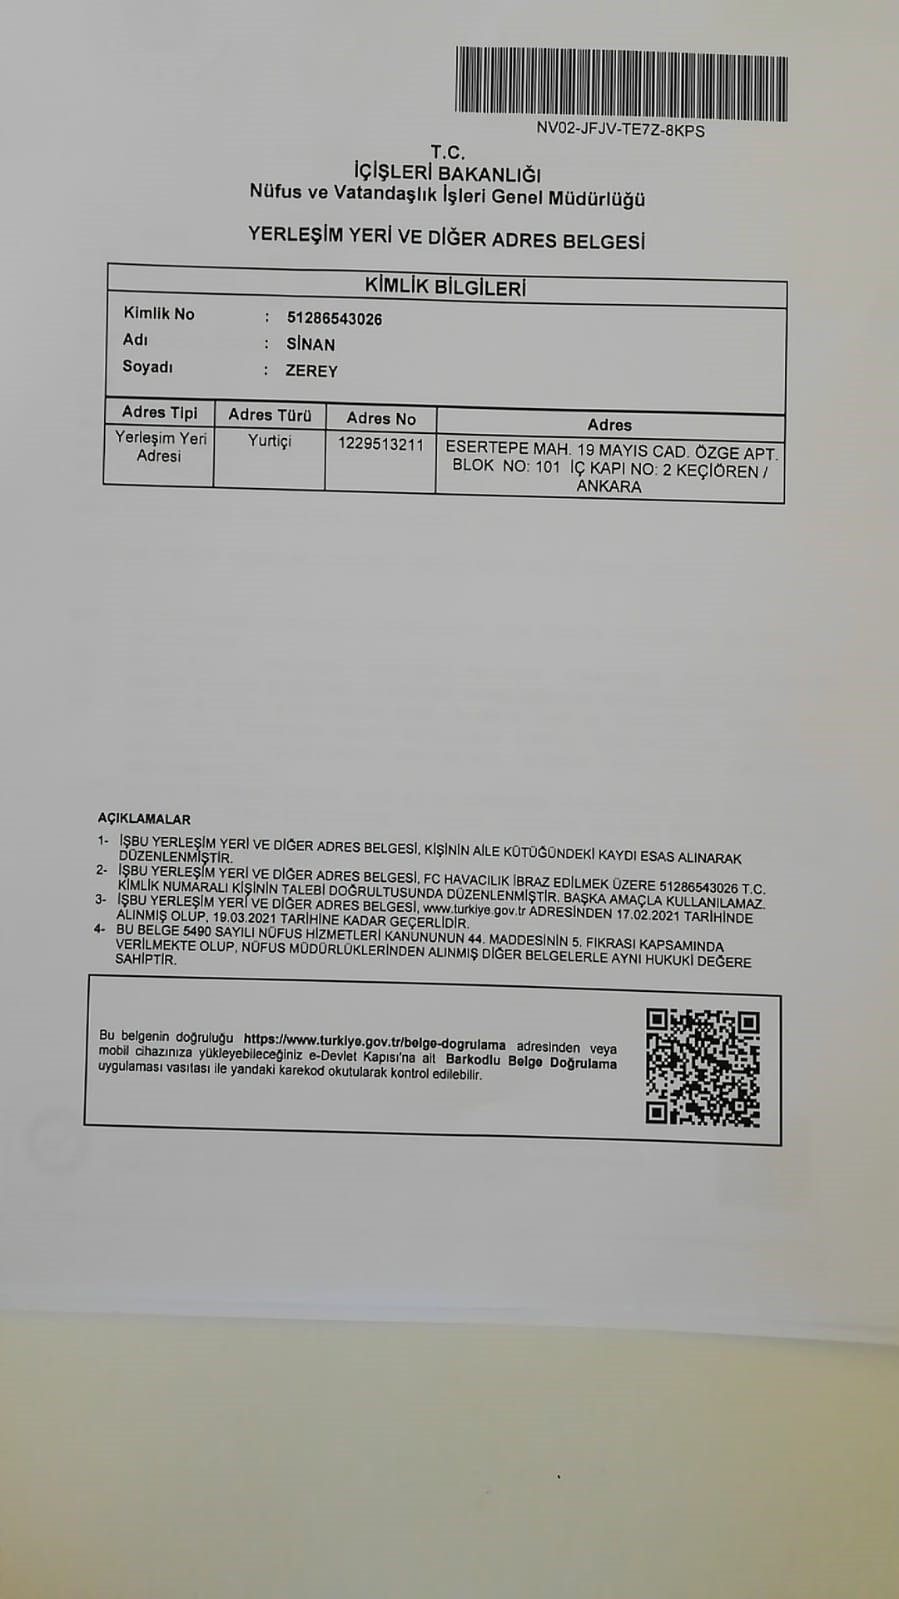 NV02-JFJV-TE7Z-8KPS
T.C.
İÇİŞLERİ BAKANLIĞI
Nüfus ve Vatandaşlık İşleri Genel Müdürlüğü
YERLEŞİM YERİ VE DİĞER ADRES BELGESİ
KİMLİK BİLGİLERİ
Kimlik No : 51286543026
Adı : SİNAN
Soyadı : ZEREY
Adres Tipi Adres Türü Adres No Adres
Yerleşim Yeri Adresi Yurtiçi 1229513211 ESERTEPE MAH. 19 MAYIS CAD. ÖZGE APT.
BLOK NO: 101 İÇ KAPI NO: 2 KEÇİÖREN /
ANKARA
AÇIKLAMALAR
1- İŞBU YERLEŞİM YERİ VE DİĞER ADRES BELGESİ, KİŞİNİN AİLE KÜTÜĞÜNDEKİ KAYDI ESAS ALINARAK
DÜZENLENMİŞTİR.
2- İŞBU YERLEŞİM YERİ VE DİĞER ADRES BELGESİ, FC HAVACILIK İBRAZ EDİLMEK ÜZERE 51286543026 T.C.
KİMLİK NUMARALI KİŞİNİN TALEBİ DOĞRULTUSUNDA DÜZENLENMİŞTİR. BAŞKA AMAÇLA KULLANILAMAZ.
3- İŞBU YERLEŞİM YERİ VE DİĞER ADRES BELGESİ, www.turkiye.gov.tr ADRESİNDEN 17.02.2021 TARİHİNDE
ALINMIŞ OLUP, 19.03.2021 TARİHİNE KADAR GEÇERLİDİR.
4- BU BELGE 5490 SAYILI NÜFUS HİZMETLERİ KANUNUNUN 44. MADDESİNİN 5. FIKRASI KAPSAMINDA
VERİLMEKTE OLUP, NÜFUS MÜDÜRLÜKLERİNDEN ALINMIŞ DİĞER BELGELERLE AYNI HUKUKİ DEĞERE
SAHİPTİR.
Bu belgenin doğruluğu https://www.turkiye.gov.tr/belge-dogrulama adresinden veya
mobil cihazınıza yükleyebileceğiniz e-Devlet Kapısı'na ait Barkodlu Belge Doğrulama
uygulaması vasıtası ile yandaki karekod okutularak kontrol edilebilir.